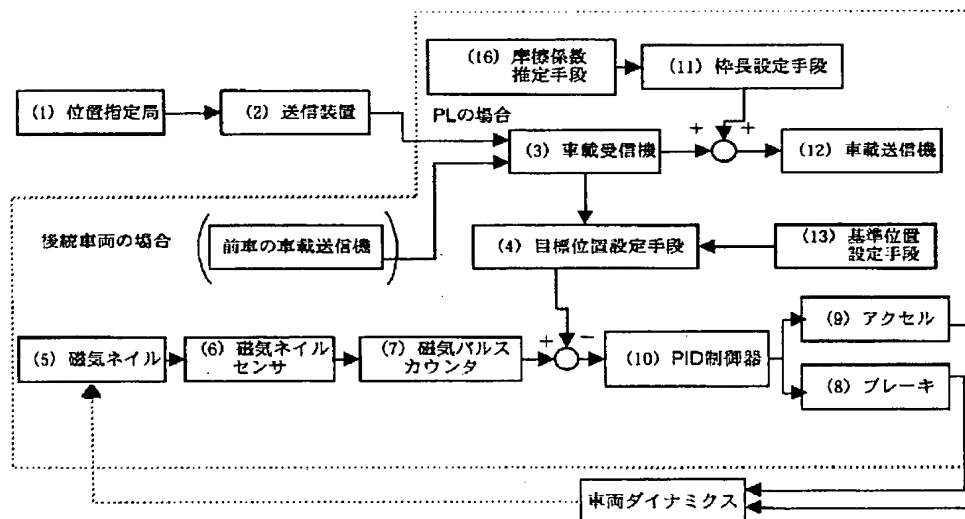 (16) 摩擦係数
推定手段
(11) 枠長設定手段
(1) 位置指定局
(2) 送信装置
PLの場合
(3) 車載受信機
+
+
(12) 車載送信機
後続車両の場合
前車の車載送信機
(4) 目標位置設定手段
(13) 基準位置
設定手段
(5) 磁気ネイル
(6) 磁気ネイル
センサ
(7) 磁気パルス
カウンタ
+
−
(10) PID制御器
(9) アクセル
(8) ブレーキ
車両ダイナミクス